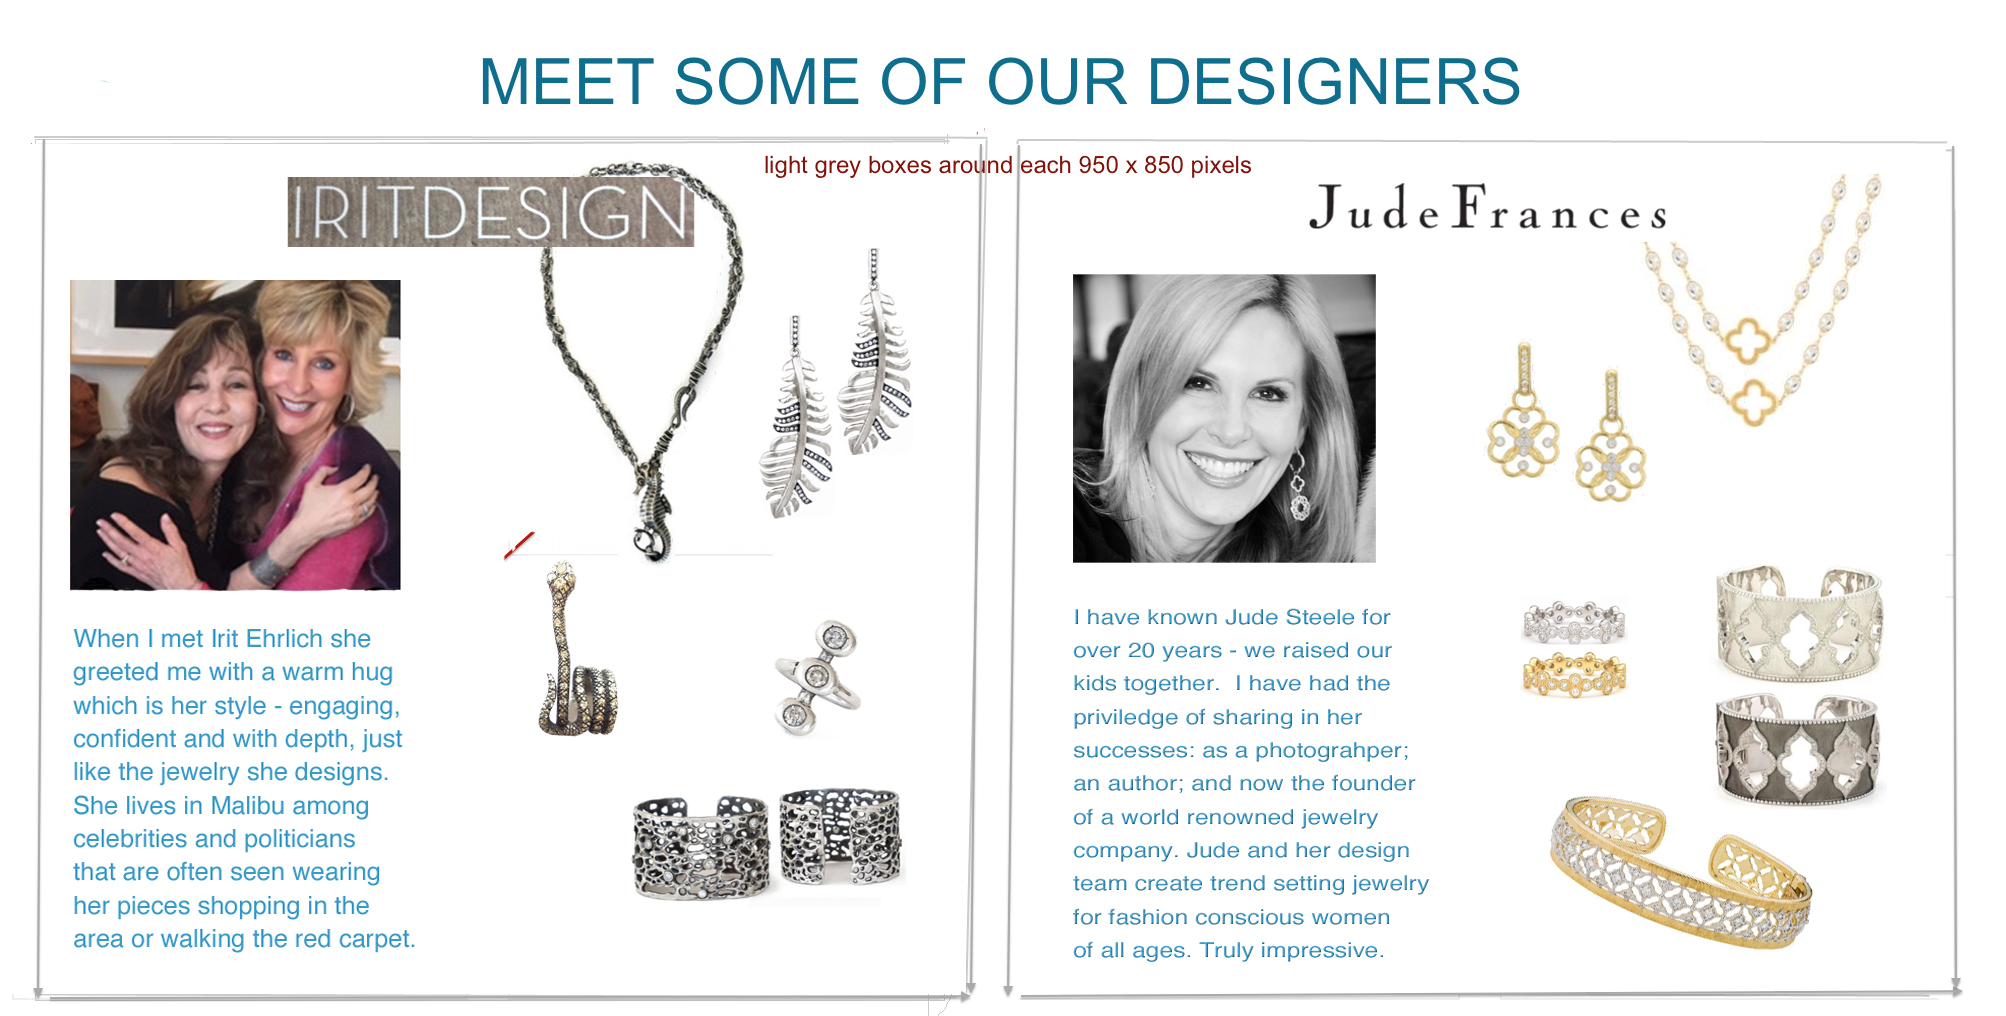 MEET SOME OF OUR DESIGNERS
light grey boxes around each 950 x 850 pixels
IRITDESIGN
When I met Irit Ehrlich she
greeted me with a warm hug
which is her style - engaging,
confident and with depth, just
like the jewelry she designs.
She lives in Malibu among
celebrities and politicians
that are often seen wearing
her pieces shopping in the
area or walking the red carpet.
JudeFrances
I have known Jude Steele for
over 20 years - we raised our
kids together.  I have had the
priviledge of sharing in her
successes: as a photograhper;
an author; and now the founder
of a world renowned jewelry
company. Jude and her design
team create trend setting jewelry
for fashion conscious women
of all ages. Truly impressive.